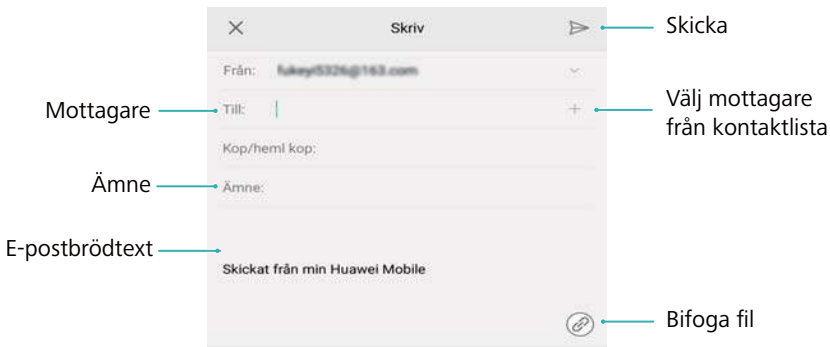 Skriv
Skicka
Från:
Mottagare
Till:
Välj mottagare
från kontaktlista
Kop/heml kop:
Ämne
Ämne:
E-postbrödtext
Skickat från min Huawei Mobile
Bifoga fil